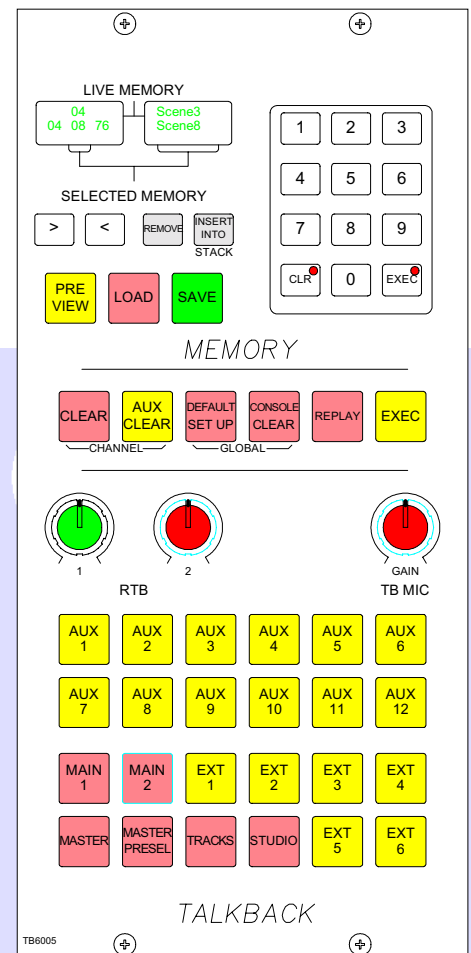 LIVE MEMORY
04
04 08 76
Scene3
Scene8
SELECTED MEMORY
> < REMOVE INSERT INTO
STACK
PRE VIEW LOAD SAVE
1 2 3
4 5 6
7 8 9
CLR 0 EXEC
MEMORY
CLEAR AUX CLEAR DEFAULT SET UP CONSOLE CLEAR REPLAY EXEC
CHANNEL GLOBAL
1 2 GAIN
RTB TB MIC
AUX 1 AUX 2 AUX 3 AUX 4 AUX 5 AUX 6
AUX 7 AUX 8 AUX 9 AUX 10 AUX 11 AUX 12
MAIN 1 MAIN 2 EXT 1 EXT 2 EXT 3 EXT 4
MASTER MASTER PRESEL TRACKS STUDIO EXT 5 EXT 6
TALKBACK
TB6005